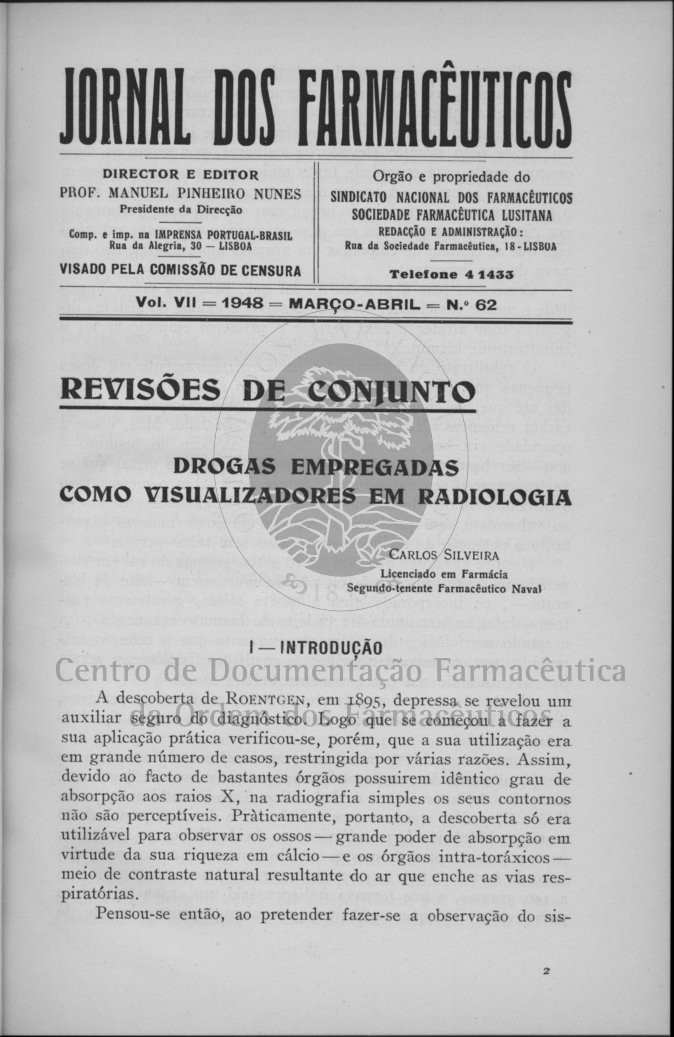 JORNAL DOS FARMACÊUTICOS
DIRECTOR E EDITOR
PROF. MANUEL PINHEIRO NUNES
Presidente da Direcção
Comp. e imp. na IMPRENSA PORTUGAL-BRASIL
Rua da Alegria, 30 — LISBOA
VISADO PELA COMISSÃO DE CENSURA
Orgão e propriedade do
SINDICATO NACIONAL DOS FARMACÊUTICOS
SOCIEDADE FARMACÊUTICA LUSITANA
REDACÇÃO E ADMINISTRAÇÃO:
Rua da Sociedade Farmacêutica, 18-LISBOA
Telefone 4 1433
Vol. VII = 1948 = MARÇO-ABRIL = N.º 62
REVISÕES DE CONJUNTO
DROGAS EMPREGADAS
COMO VISUALIZADORES EM RADIOLOGIA
CARLOS SILVEIRA
Licenciado em Farmácia
Segundo-tenente Farmacêutico Naval
I — INTRODUÇÃO
Centro de Documentação Farmacêutica
da Ordem dos Farmacêuticos
A descoberta de ROENTGEN, em 1895, depressa se revelou um
auxiliar seguro do diagnóstico. Logo que se começou a fazer a
sua aplicação prática verificou-se, porém, que a sua utilização era
em grande número de casos, restringida por várias razões. Assim,
devido ao facto de bastantes órgãos possuirem idêntico grau de
absorpção aos raios X, na radiografia simples os seus contornos
não são perceptíveis. Pràticamente, portanto, a descoberta só era
utilizável para observar os ossos — grande poder de absorpção em
virtude da sua riqueza em cálcio — e os órgãos intra-toráxicos —
meio de contraste natural resultante do ar que enche as vias res-
piratórias.
Pensou-se então, ao pretender fazer-se a observação do sis-
2